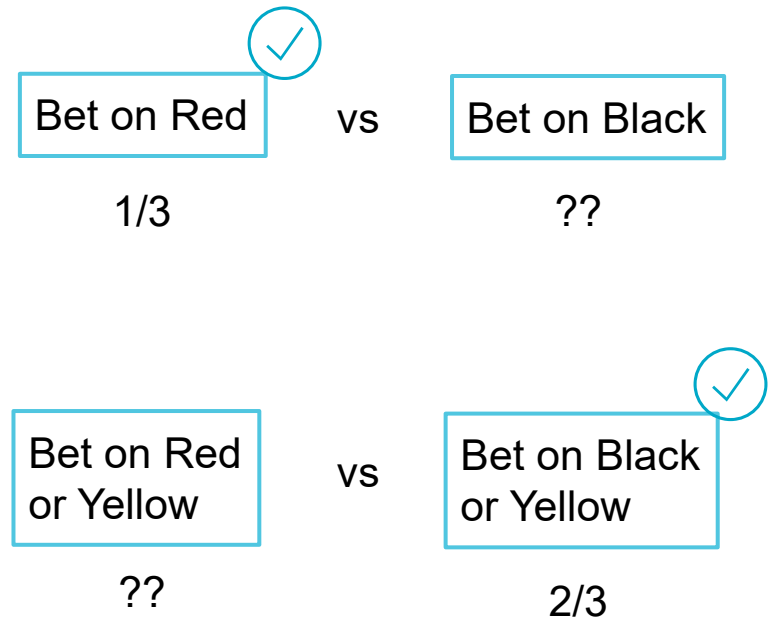 Bet on Red
vs
Bet on Black
1/3
??
Bet on Red
or Yellow
vs
Bet on Black
or Yellow
??
2/3